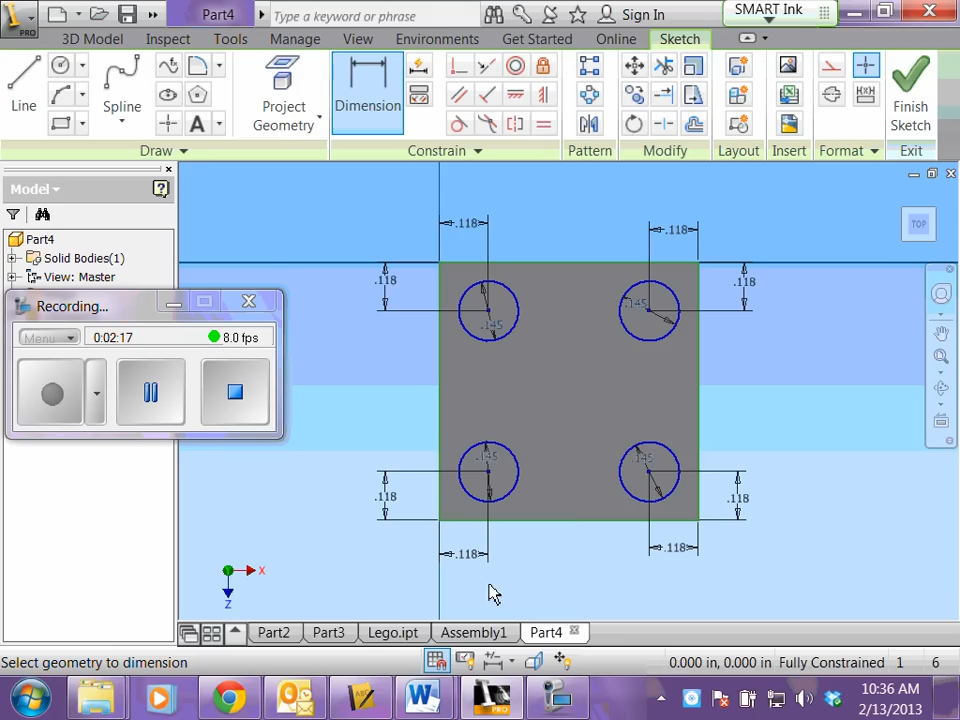 Part4
Type a keyword or phrase
Sign In
SMART Ink
PRO
3D Model
Inspect
Tools
Manage
View
Environments
Get Started
Online
Sketch
Line
Spline
Project
Geometry
Dimension
Finish
Sketch
Draw
Constrain
Pattern
Modify
Layout
Insert
Format
Exit
Model
Part4
Solid Bodies(1)
View: Master
TOP
Recording...
Menu
0:02:17
8.0 fps
.118
.118
.118
.118
.145
.145
.145
.145
.118
.118
.118
.118
X
Z
Part2
Part3
Lego.ipt
Assembly1
Part4
Select geometry to dimension
0.000 in, 0.000 in
Fully Constrained
1
6
10:36 AM
2/13/2013